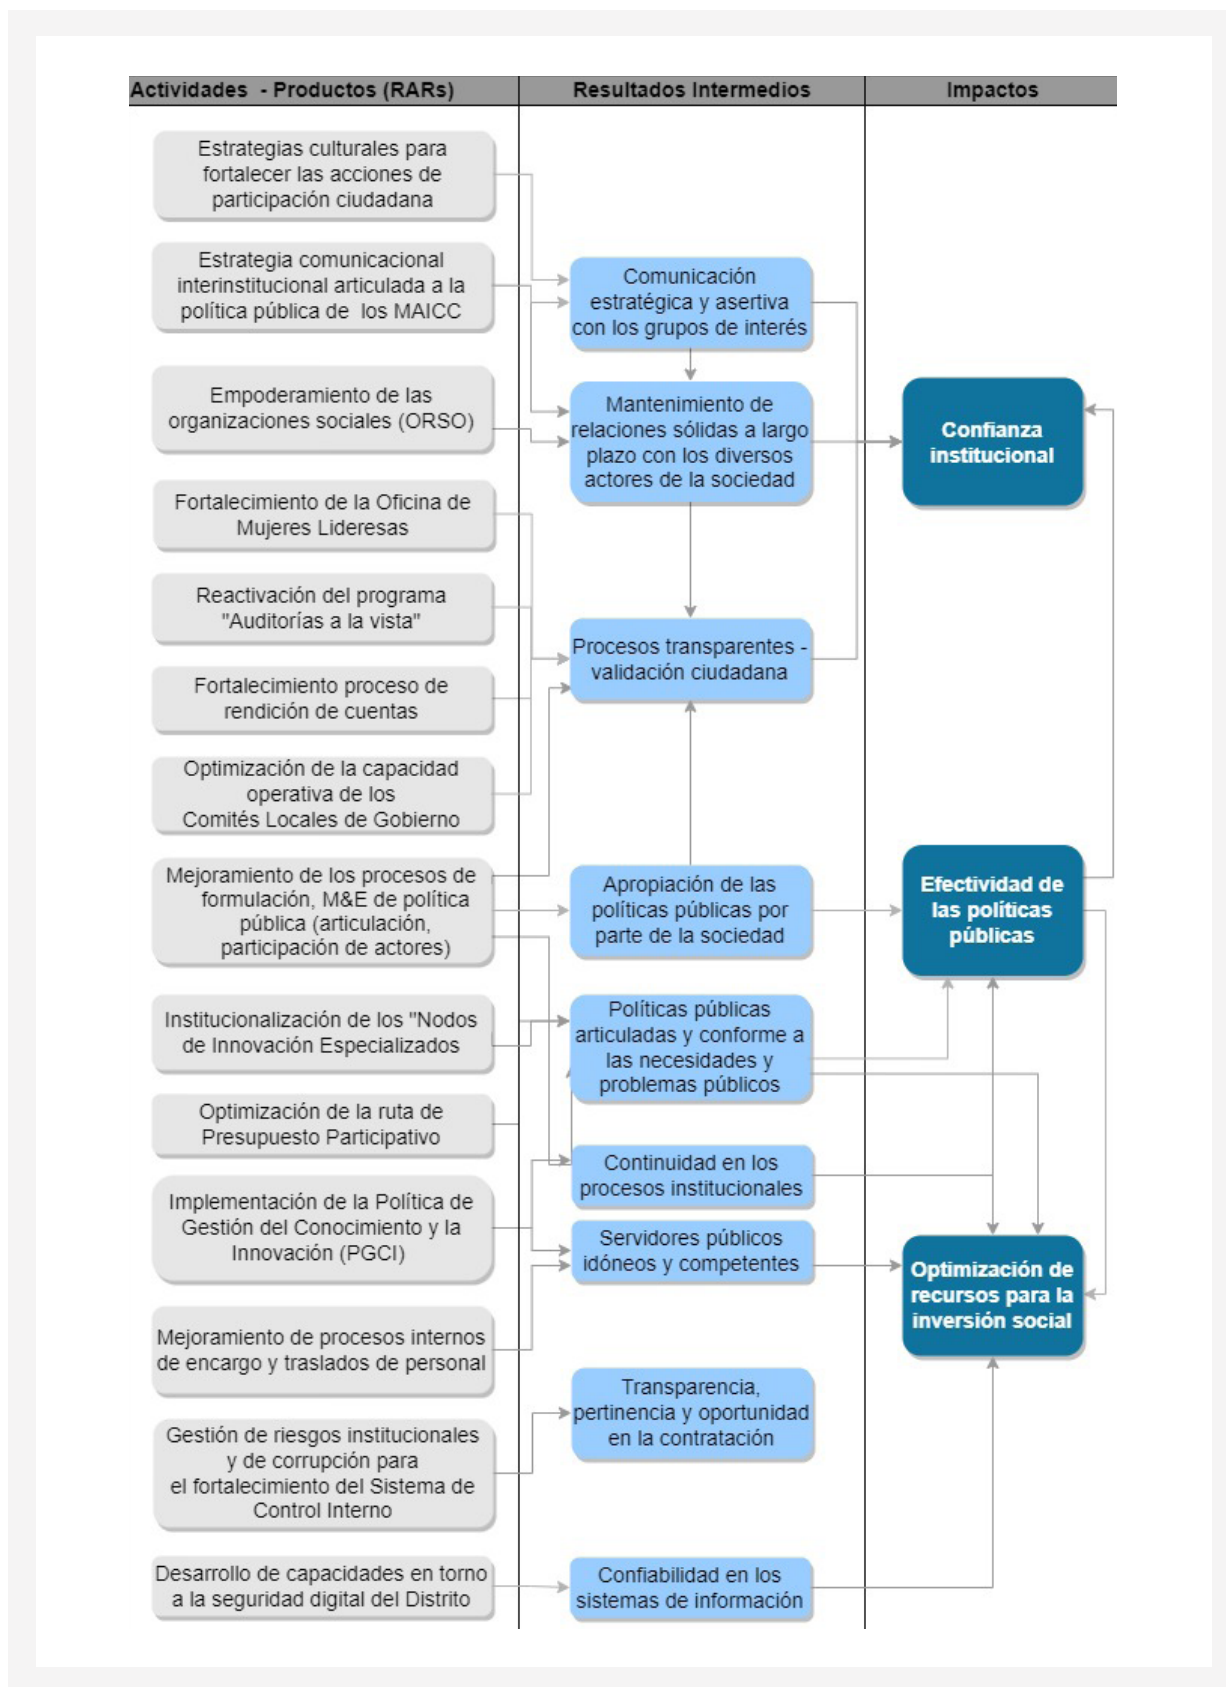 Actividades - Productos (RARs)
Resultados Intermedios
Impactos
Estrategias culturales para
fortalecer las acciones de
participación ciudadana
Estrategia comunicacional
interinstitucional articulada a la
política pública de los MAICC
Empoderamiento de las
organizaciones sociales (ORSO)
Fortalecimiento de la Oficina de
Mujeres Lideresas
Reactivación del programa
"Auditorías a la vista"
Fortalecimiento proceso de
rendición de cuentas
Optimización de la capacidad
operativa de los
Comités Locales de Gobierno
Mejoramiento de los procesos de
formulación, M&E de política
pública (articulación,
participación de actores)
Institucionalización de los "Nodos
de Innovación Especializados
Optimización de la ruta de
Presupuesto Participativo
Implementación de la Política de
Gestión del Conocimiento y la
Innovación (PGCI)
Mejoramiento de procesos internos
de encargo y traslados de personal
Gestión de riesgos institucionales
y de corrupción para
el fortalecimiento del Sistema de
Control Interno
Desarrollo de capacidades en torno
a la seguridad digital del Distrito
Comunicación
estratégica y asertiva
con los grupos de interés
Mantenimiento de
relaciones sólidas a largo
plazo con los diversos
actores de la sociedad
Procesos transparentes -
validación ciudadana
Apropiación de las
políticas públicas por
parte de la sociedad
Políticas públicas
articuladas y conforme a
las necesidades y
problemas públicos
Continuidad en los
procesos institucionales
Servidores públicos
idóneos y competentes
Transparencia,
pertinencia y oportunidad
en la contratación
Confiabilidad en los
sistemas de información
Confianza
institucional
Efectividad de
las políticas
públicas
Optimización de
recursos para la
inversión social